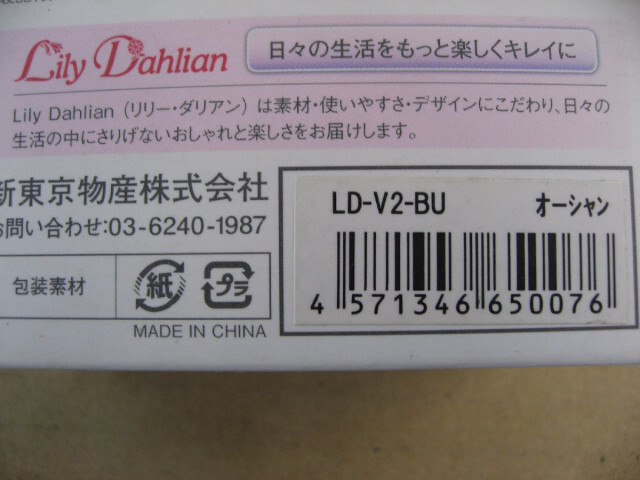 Lily Dahlian
日々の生活をもっと楽しくキレイに
Lily Dahlian（リリー・ダリアン）は素材・使いやすさ・デザインにこだわり、日々の
生活の中にさりげないおしゃれと楽しさをお届けします。
新東京物産株式会社
お問い合わせ:03-6240-1987
包装素材
紙
プラ
MADE IN CHINA
LD-V2-BU オーシャン
4 571346 650076